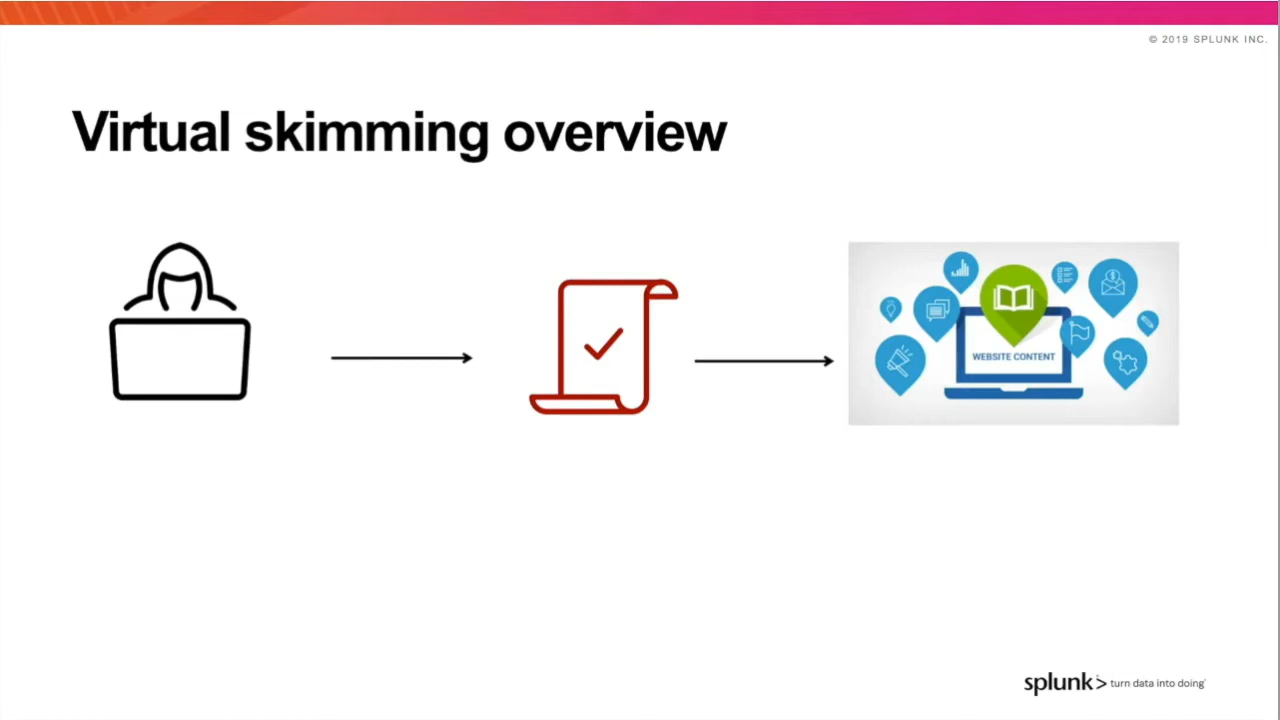 © 2019 SPLUNK INC.
Virtual skimming overview
WEBSITE CONTENT
splunk> turn data into doing